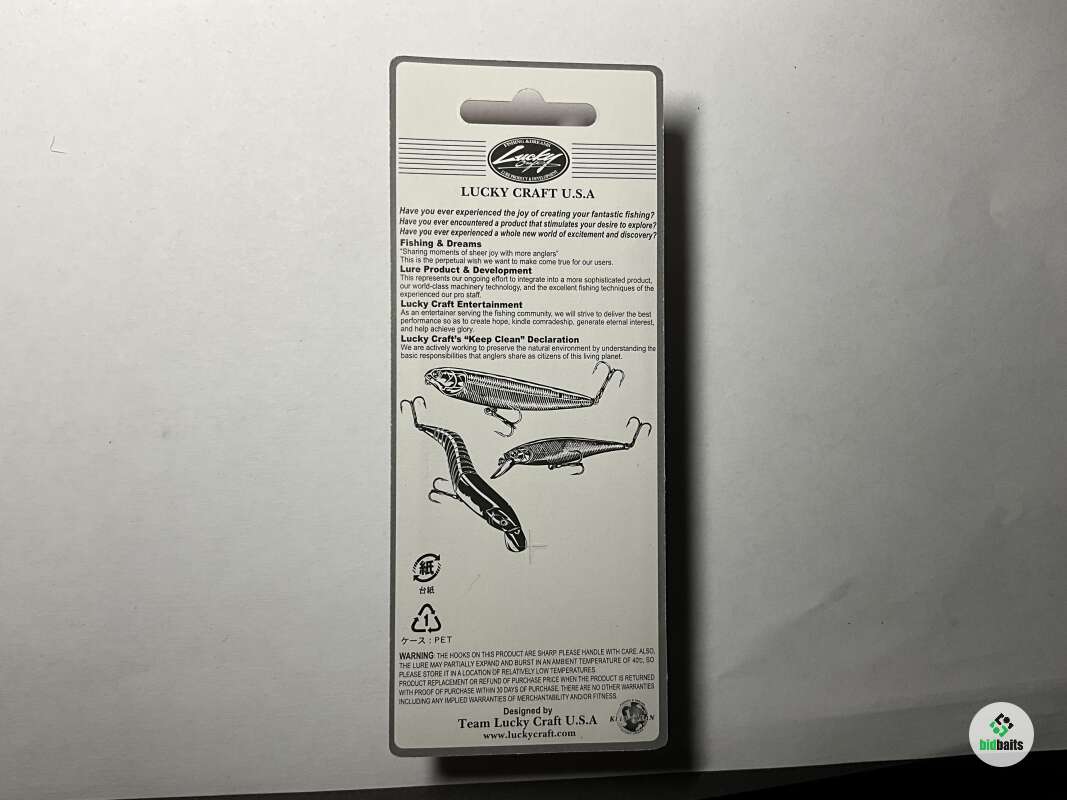 FISHING & DREAMS
Lucky
Craft
LURE PRODUCT & DEVELOPMENT
LUCKY CRAFT U.S.A
Have you ever experienced the joy of creating your fantastic fishing?
Have you ever encountered a product that stimulates your desire to explore?
Have you ever experienced a whole new world of excitement and discovery?
Fishing & Dreams
"Sharing moments of sheer joy with more anglers"
This is the perpetual wish we want to make come true for our users.
Lure Product & Development
This represents our ongoing effort to integrate into a more sophisticated product,
our world-class machinery technology, and the excellent fishing techniques of the
experienced our pro staff.
Lucky Craft Entertainment
As an entertainer serving the fishing community, we will strive to deliver the best
performance so as to create hope, kindle comradeship, generate eternal interest,
and help achieve glory.
Lucky Craft's "Keep Clean" Declaration
We are actively working to preserve the natural environment by understanding the
basic responsibilities that anglers share as citizens of this living planet.
紙
台紙
1
ケース：PET
WARNING: THE HOOKS ON THIS PRODUCT ARE SHARP. PLEASE HANDLE WITH CARE. ALSO,
THE LURE MAY PARTIALLY EXPAND AND BURST IN AN AMBIENT TEMPERATURE OF 40℃, SO
PLEASE STORE IT IN A LOCATION OF RELATIVELY LOW TEMPERATURES.
PRODUCT REPLACEMENT OR REFUND OF PURCHASE PRICE WHEN THE PRODUCT IS RETURNED
WITH PROOF OF PURCHASE WITHIN 30 DAYS OF PURCHASE. THERE ARE NO OTHER WARRANTIES
INCLUDING ANY IMPLIED WARRANTIES OF MERCHANTABILITY AND/OR FITNESS.
Designed by
Team Lucky Craft U.S.A
www.luckycraft.com
bidbaits